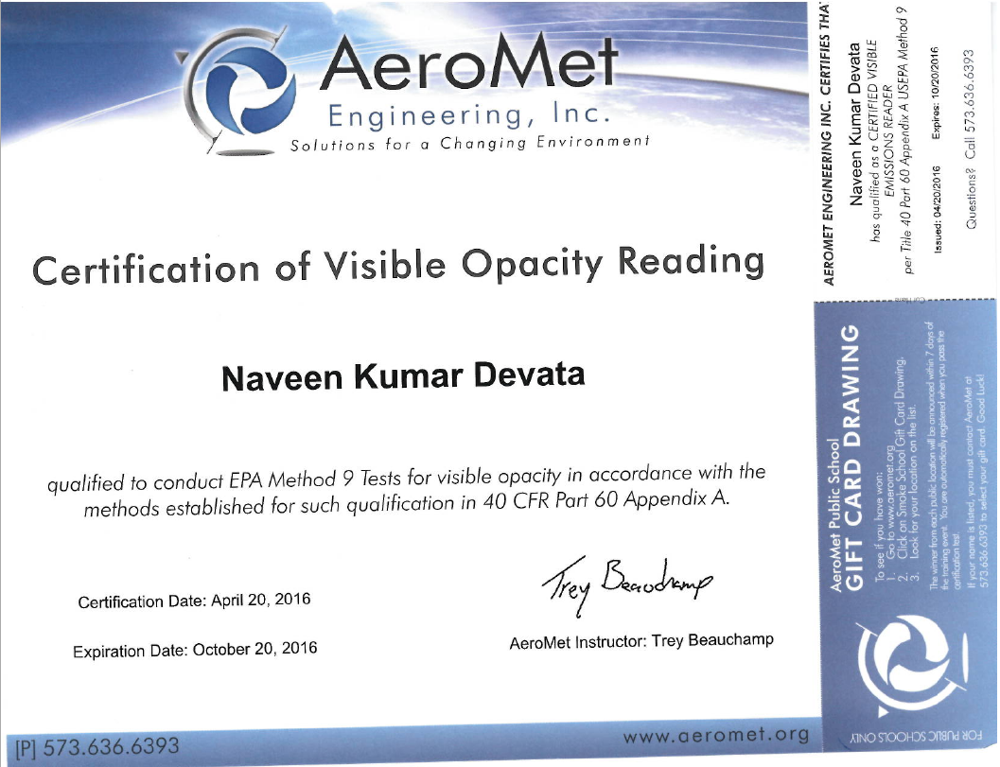 AeroMet
Engineering, Inc.
Solutions for a Changing Environment
Certification of Visible Opacity Reading
Naveen Kumar Devata
qualified to conduct EPA Method 9 Tests for visible opacity in accordance with the
methods established for such qualification in 40 CFR Part 60 Appendix A.
Trey Beauchamp
Certification Date: April 20, 2016
Expiration Date: October 20, 2016
AeroMet Instructor: Trey Beauchamp
[P] 573.636.6393
www.aeromet.org
AEROMET ENGINEERING INC. CERTIFIES THA
Naveen Kumar Devata
has qualified as a CERTIFIED VISIBLE
EMISSIONS READER
per Title 40 Part 60 Appendix A USEPA Method 9
Issued: 04/20/2016 Expires: 10/20/2016
Questions? Call 573.636.6393
AeroMet Public School
GIFT CARD DRAWING
To see if you have won:
1. Go to www.aeromet.org
2. Click on Smoke School Gift Card Drawing.
3. Look for your location on the list.
The winner from each public location will be announced within 7 days of
the training event. You are automatically registered when you pass the
certification test.
If your name is listed, you must contact AeroMet at
573.636.6393 to select your gift card. Good Luck!
FOR PUBLIC SCHOOLS ONLY